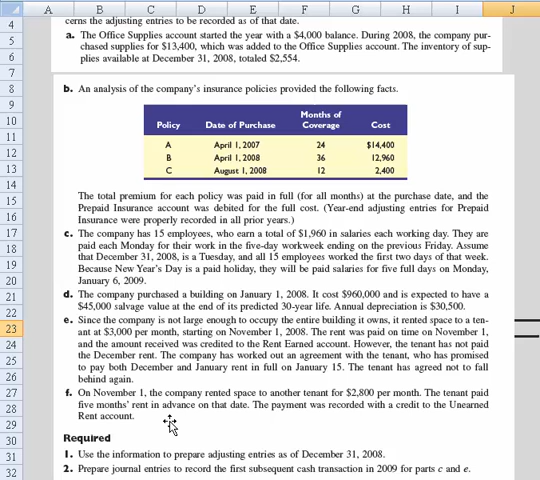 A B C D E F G H I J
4 cerns the adjusting entries to be recorded as of that date.
5 a. The Office Supplies account started the year with a $4,000 balance. During 2008, the company pur-
chased supplies for $13,400, which was added to the Office Supplies account. The inventory of sup-
6 plies available at December 31, 2008, totaled $2,554.
7
8 b. An analysis of the company's insurance policies provided the following facts.
9
10 Months of
Policy Date of Purchase Coverage Cost
11
12 A April 1, 2007 24 $14,400
B April 1, 2008 36 12,960
13 C August 1, 2008 12 2,400
14
15 The total premium for each policy was paid in full (for all months) at the purchase date, and the
Prepaid Insurance account was debited for the full cost. (Year-end adjusting entries for Prepaid
16 Insurance were properly recorded in all prior years.)
17 c. The company has 15 employees, who earn a total of $1,960 in salaries each working day. They are
18 paid each Monday for their work in the five-day workweek ending on the previous Friday. Assume
that December 31, 2008, is a Tuesday, and all 15 employees worked the first two days of that week.
19 Because New Year's Day is a paid holiday, they will be paid salaries for five full days on Monday,
20 January 6, 2009.
21 d. The company purchased a building on January 1, 2008. It cost $960,000 and is expected to have a
$45,000 salvage value at the end of its predicted 30-year life. Annual depreciation is $30,500.
22 e. Since the company is not large enough to occupy the entire building it owns, it rented space to a ten-
23 ant at $3,000 per month, starting on November 1, 2008. The rent was paid on time on November 1,
24 and the amount received was credited to the Rent Earned account. However, the tenant has not paid
the December rent. The company has worked out an agreement with the tenant, who has promised
25 to pay both December and January rent in full on January 15. The tenant has agreed not to fall
26 behind again.
27 f. On November 1, the company rented space to another tenant for $2,800 per month. The tenant paid
28 five months' rent in advance on that date. The payment was recorded with a credit to the Unearned
Rent account.
29
30 Required
31 1. Use the information to prepare adjusting entries as of December 31, 2008.
32 2. Prepare journal entries to record the first subsequent cash transaction in 2009 for parts c and e.